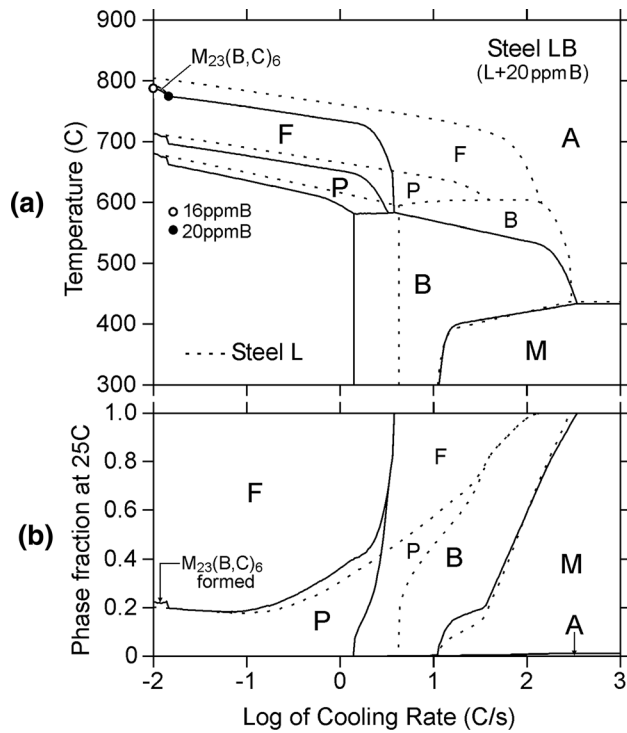 900
800
700
600
500
400
300
Temperature (C)
(a)
M23(B,C)6
Steel LB
(L+20ppmB)
A
F
F
P
P
B
16ppmB
20ppmB
B
M
Steel L
1.0
0.8
0.6
0.4
0.2
0
Phase fraction at 25C
(b)
F
F
P
B
M
M23(B,C)6
formed
P
A
-2
-1
0
1
2
3
Log of Cooling Rate (C/s)